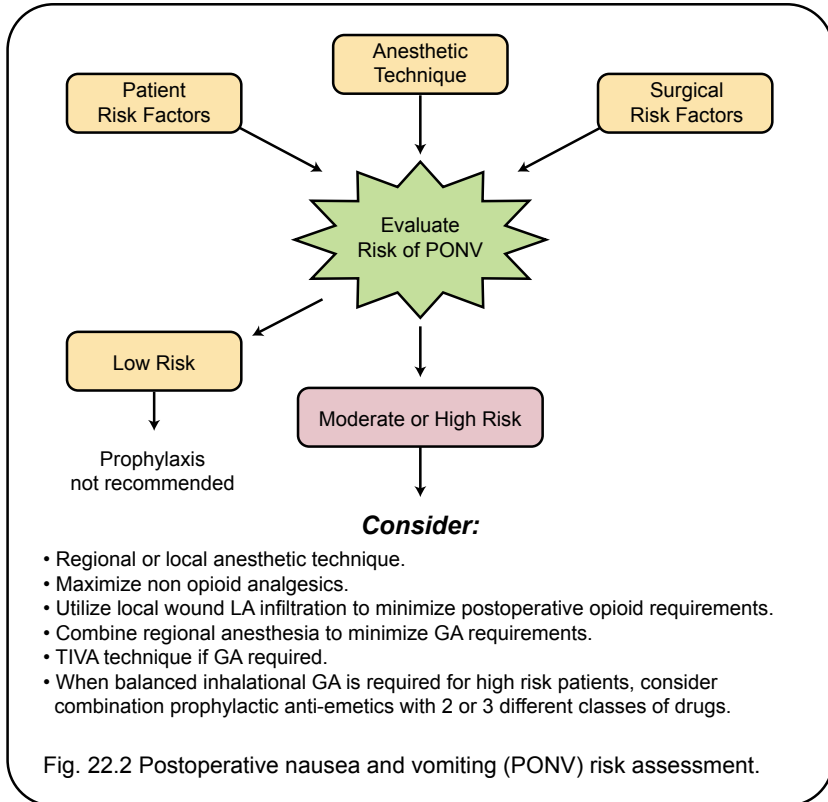 Anesthetic
Technique
Patient
Risk Factors
Surgical
Risk Factors
Evaluate
Risk of PONV
Low Risk
Moderate or High Risk
Prophylaxis
not recommended
Consider:
• Regional or local anesthetic technique.
• Maximize non opioid analgesics.
• Utilize local wound LA infiltration to minimize postoperative opioid requirements.
• Combine regional anesthesia to minimize GA requirements.
• TIVA technique if GA required.
• When balanced inhalational GA is required for high risk patients, consider
combination prophylactic anti-emetics with 2 or 3 different classes of drugs.
Fig. 22.2 Postoperative nausea and vomiting (PONV) risk assessment.